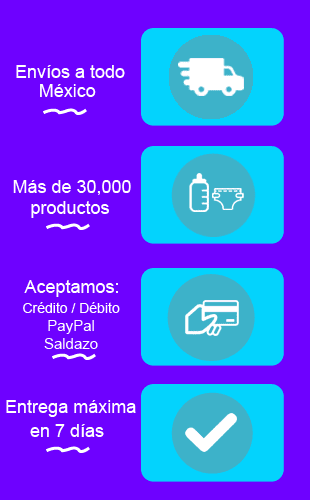 Envíos a todo
México
Más de 30,000
productos
Aceptamos:
Crédito / Débito
PayPal
Saldazo
Entrega máxima
en 7 días